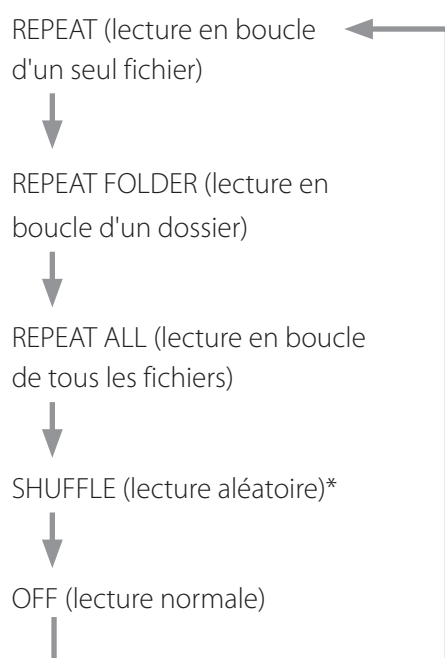 REPEAT (lecture en boucle
d'un seul fichier)
REPEAT FOLDER (lecture en
boucle d'un dossier)
REPEAT ALL (lecture en boucle
de tous les fichiers)
SHUFFLE (lecture aléatoire)*
OFF (lecture normale)